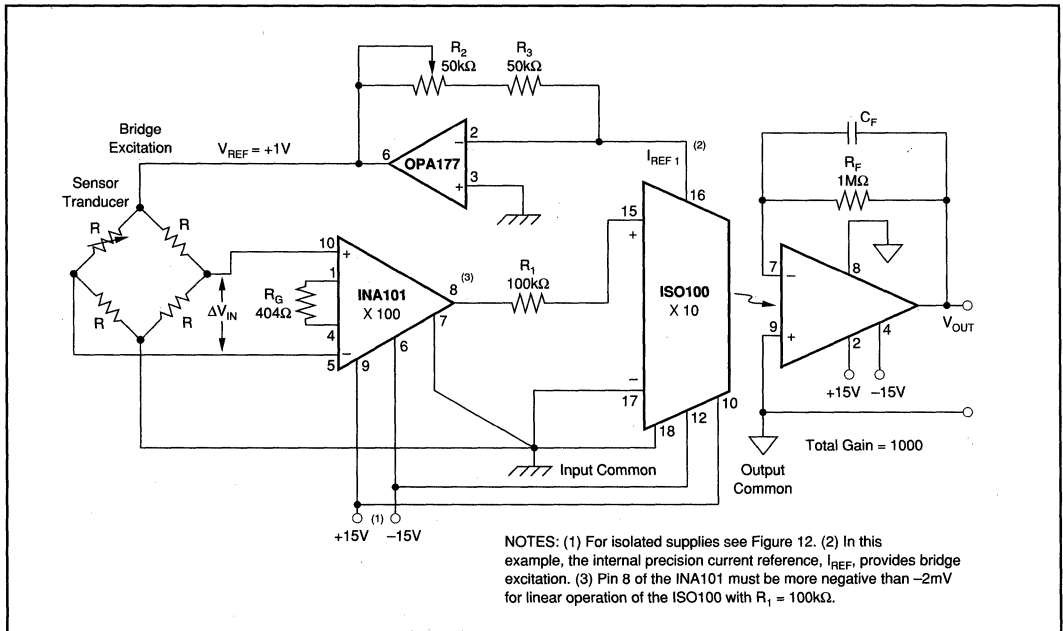 R2
50kΩ
R3
50kΩ
Bridge
Excitation
VREF = +1V
6
OPA177
2
−
3
+
IREF 1
(2)
CF
RF
1MΩ
Sensor
Tranducer
R
R
R
R
ΔVIN
10
+
1
RG
404Ω
4
−
5
INA101
X 100
8
(3)
7
6
9
R1
100kΩ
15
+
16
ISO100
X 10
−
17
18
12
10
7
−
8
9
+
2
4
+15V
−15V
VOUT
Total Gain = 1000
Input Common
Output
Common
+15V
(1)
−15V
NOTES: (1) For isolated supplies see Figure 12. (2) In this
example, the internal precision current reference, IREF, provides bridge
excitation. (3) Pin 8 of the INA101 must be more negative than −2mV
for linear operation of the ISO100 with R1 = 100kΩ.